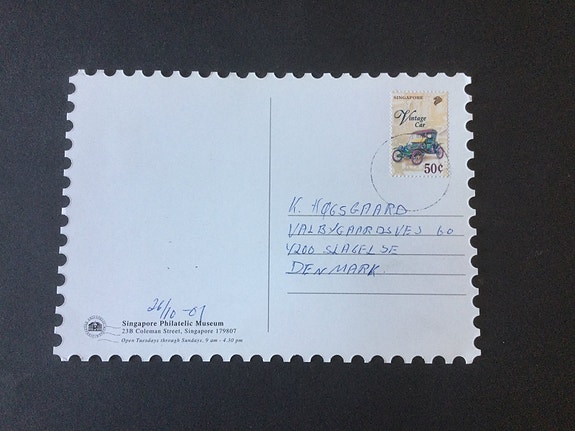 SINGAPORE
Vintage
Car
50¢
K. HØGSGAARD
VALBYGAARDSVEJ 60
4200 SLAGELSE
DENMARK
26/10-01
Singapore Philatelic Museum
23B Coleman Street, Singapore 179807
Open Tuesdays through Sundays, 9 am - 4.30 pm